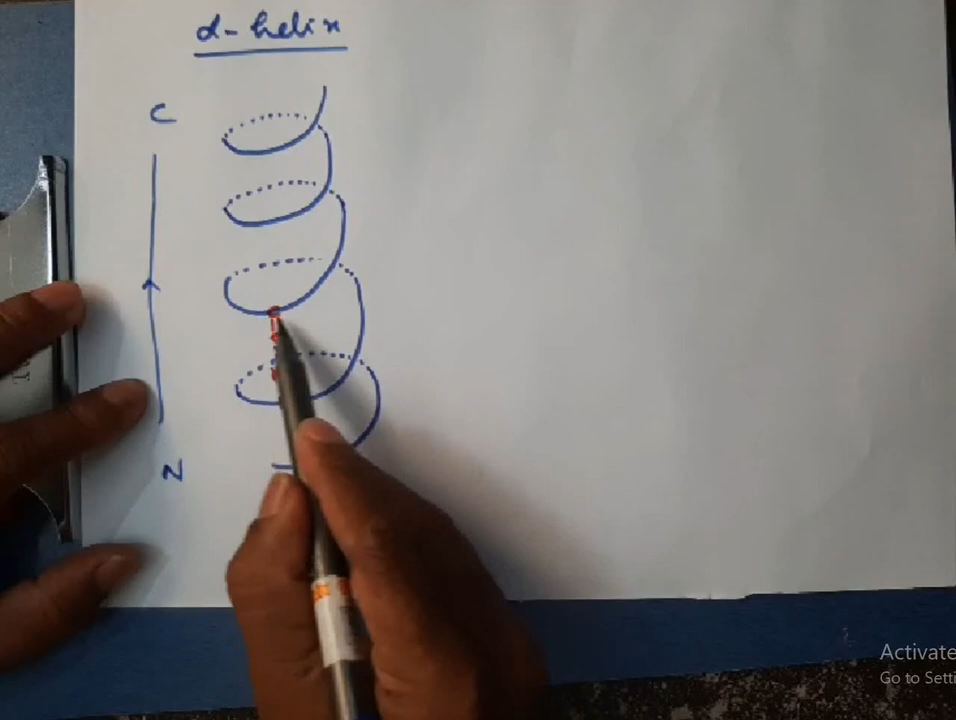 α-helix
C
N
Activate
Go to Setti